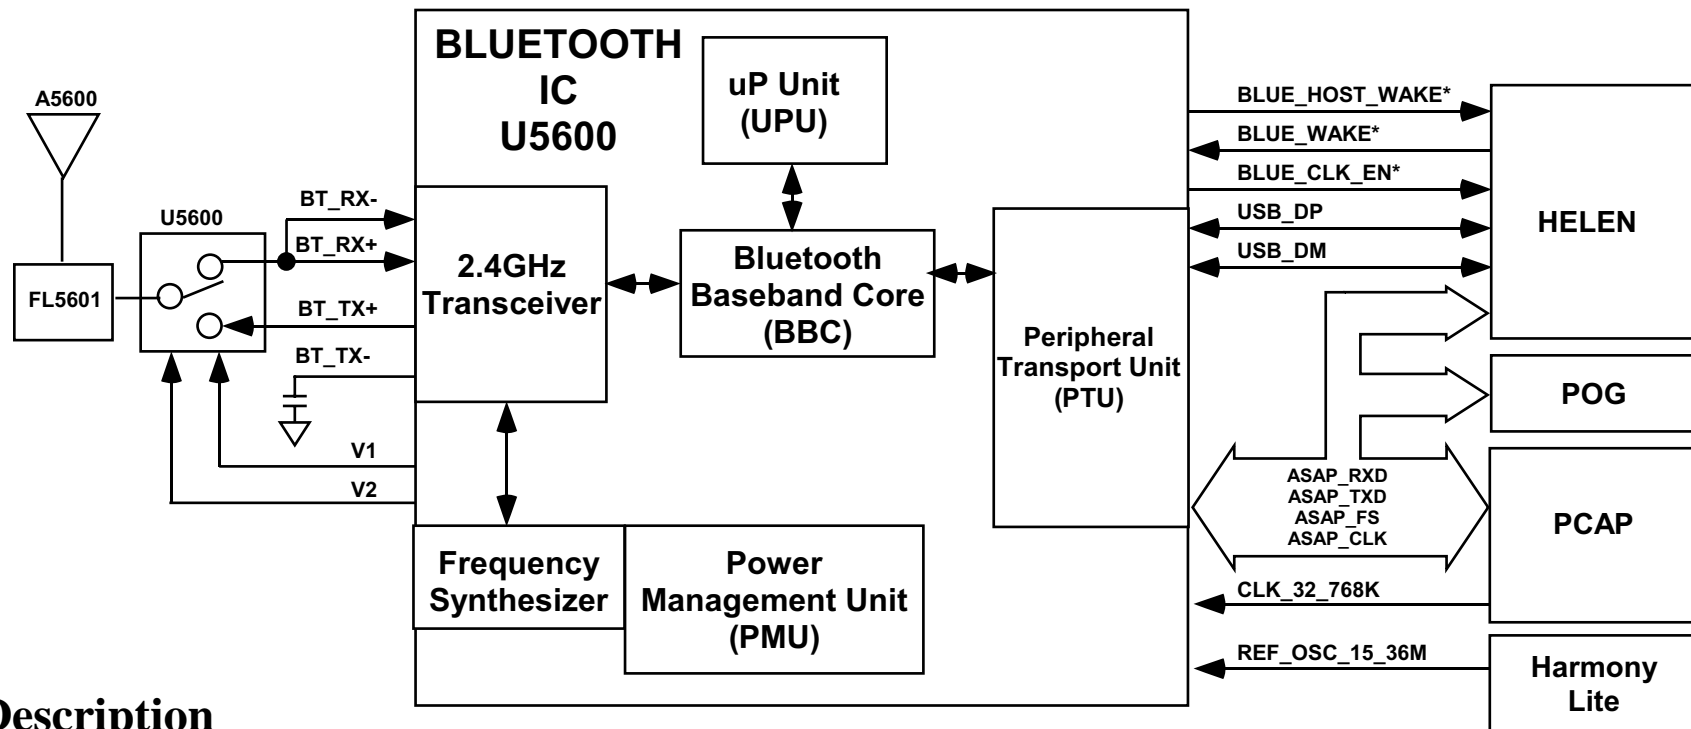 BLUETOOTH
IC
U5600
uP Unit
(UPU)
A5600
U5600
FL5601
BT_RX-
BT_RX+
BT_TX+
BT_TX-
V1
V2
2.4GHz
Transceiver
Bluetooth
Baseband Core
(BBC)
Peripheral
Transport Unit
(PTU)
Frequency
Synthesizer
Power
Management Unit
(PMU)
BLUE_HOST_WAKE*
BLUE_WAKE*
BLUE_CLK_EN*
USB_DP
USB_DM
HELEN
POG
ASAP_RXD
ASAP_TXD
ASAP_FS
ASAP_CLK
PCAP
CLK_32_768K
REF_OSC_15_36M
Harmony
Lite
Description